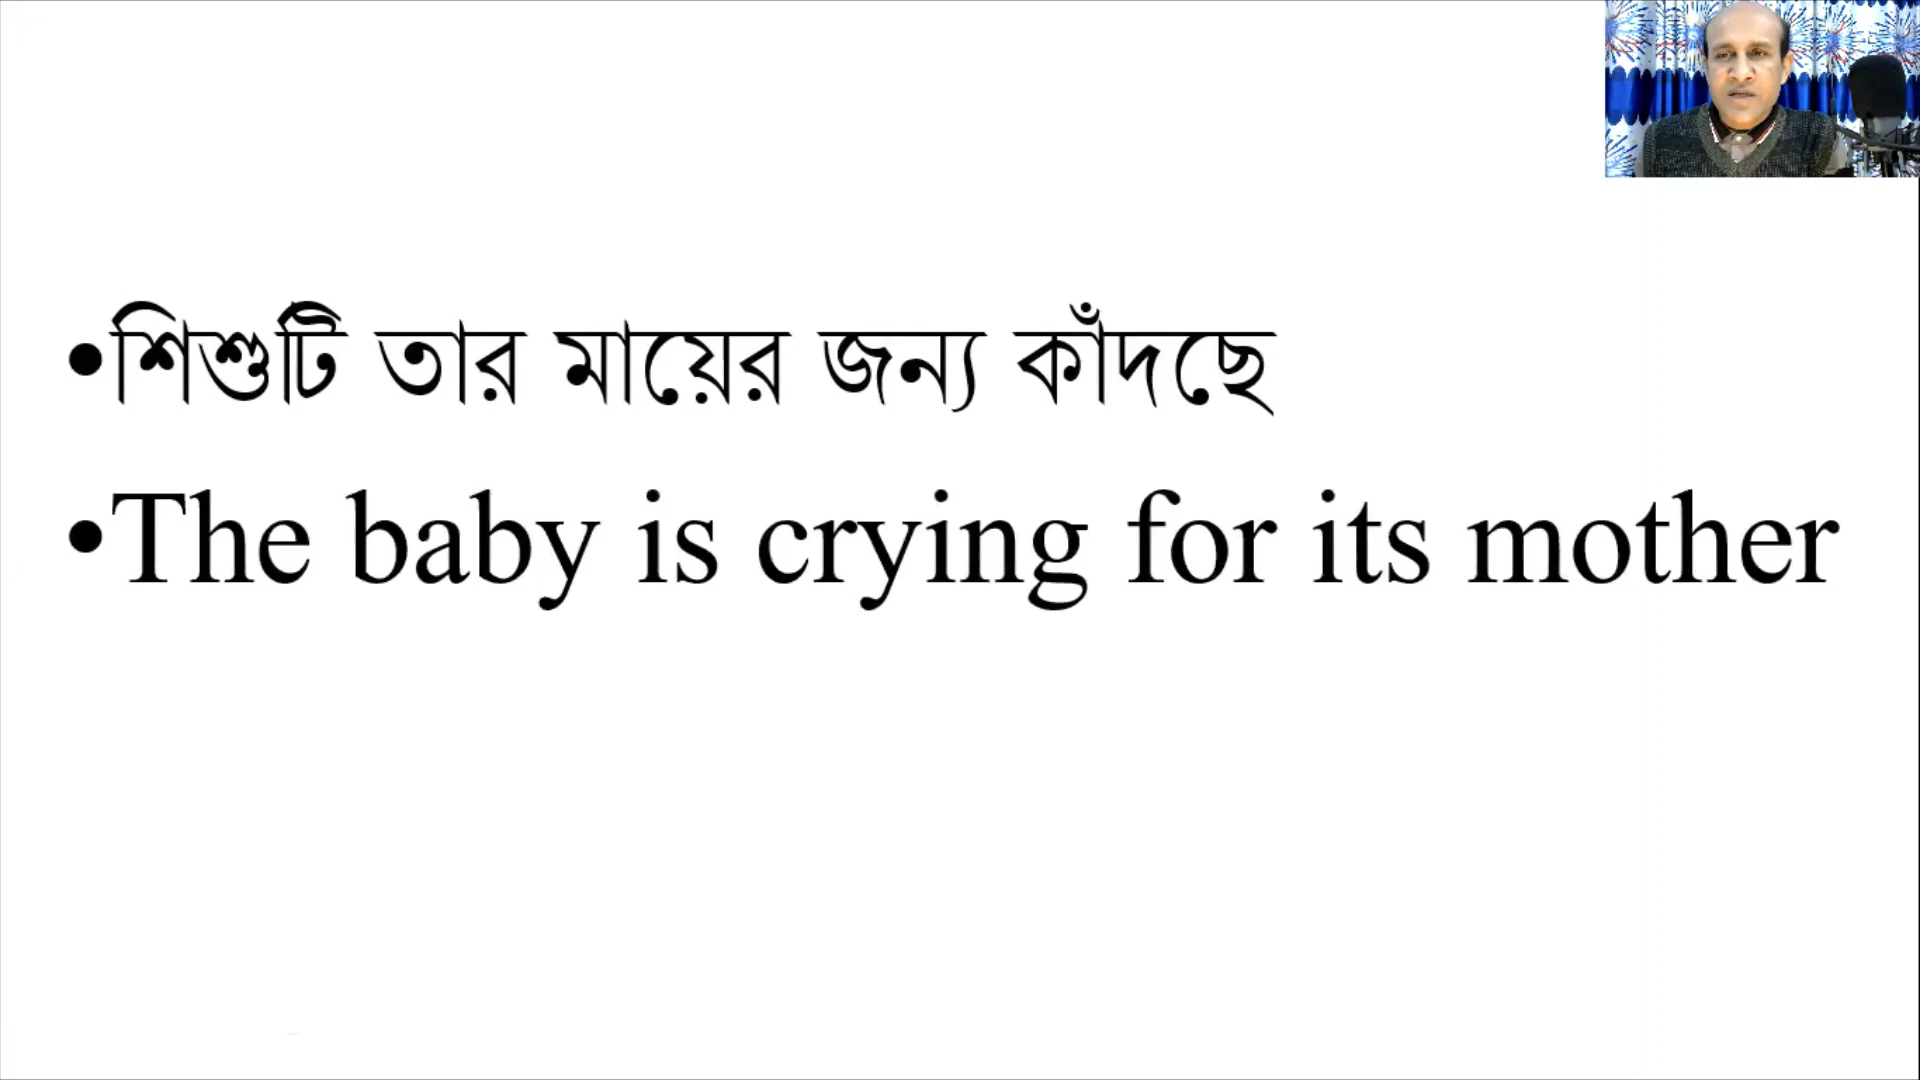 •শিশুটি তার মায়ের জন্য কাঁদছে
•The baby is crying for its mother